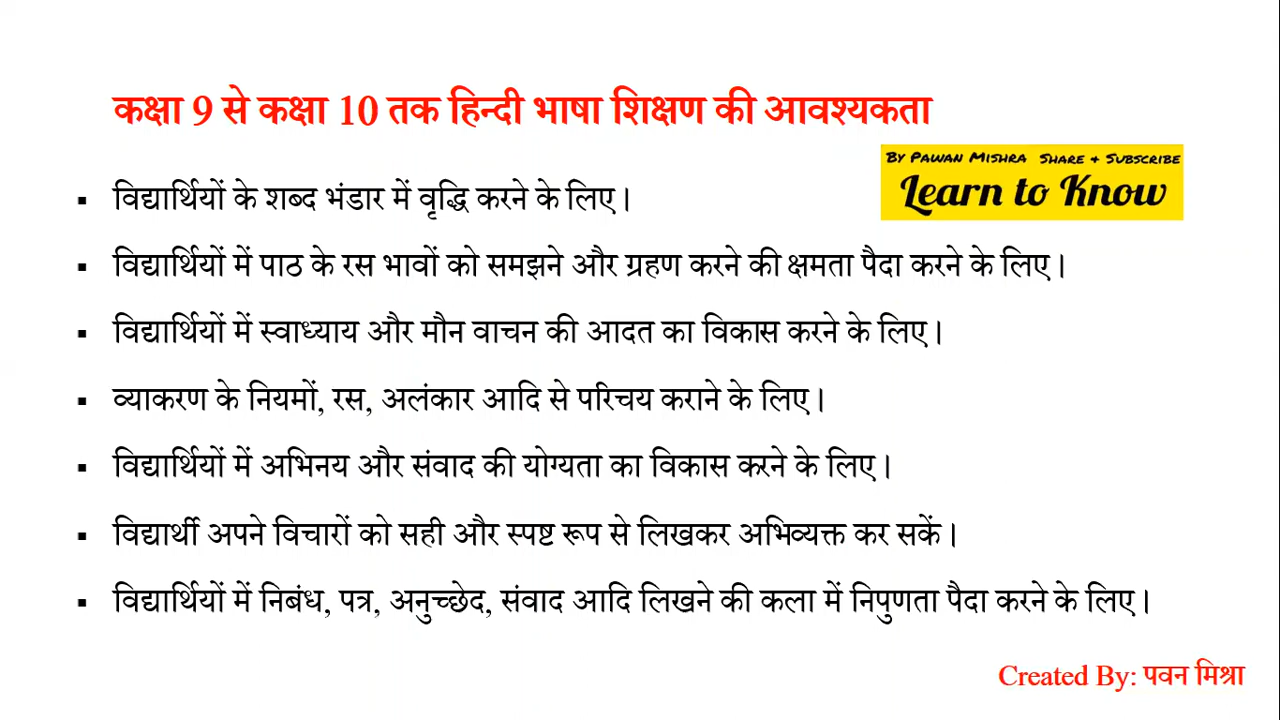 कक्षा 9 से कक्षा 10 तक हिन्दी भाषा शिक्षण की आवश्यकता
By Pawan Mishra Share & Subscribe
Learn to Know
▪ विद्यार्थियों के शब्द भंडार में वृद्धि करने के लिए।
▪ विद्यार्थियों में पाठ के रस भावों को समझने और ग्रहण करने की क्षमता पैदा करने के लिए।
▪ विद्यार्थियों में स्वाध्याय और मौन वाचन की आदत का विकास करने के लिए।
▪ व्याकरण के नियमों, रस, अलंकार आदि से परिचय कराने के लिए।
▪ विद्यार्थियों में अभिनय और संवाद की योग्यता का विकास करने के लिए।
▪ विद्यार्थी अपने विचारों को सही और स्पष्ट रूप से लिखकर अभिव्यक्त कर सकें।
▪ विद्यार्थियों में निबंध, पत्र, अनुच्छेद, संवाद आदि लिखने की कला में निपुणता पैदा करने के लिए।
Created By: पवन मिश्रा